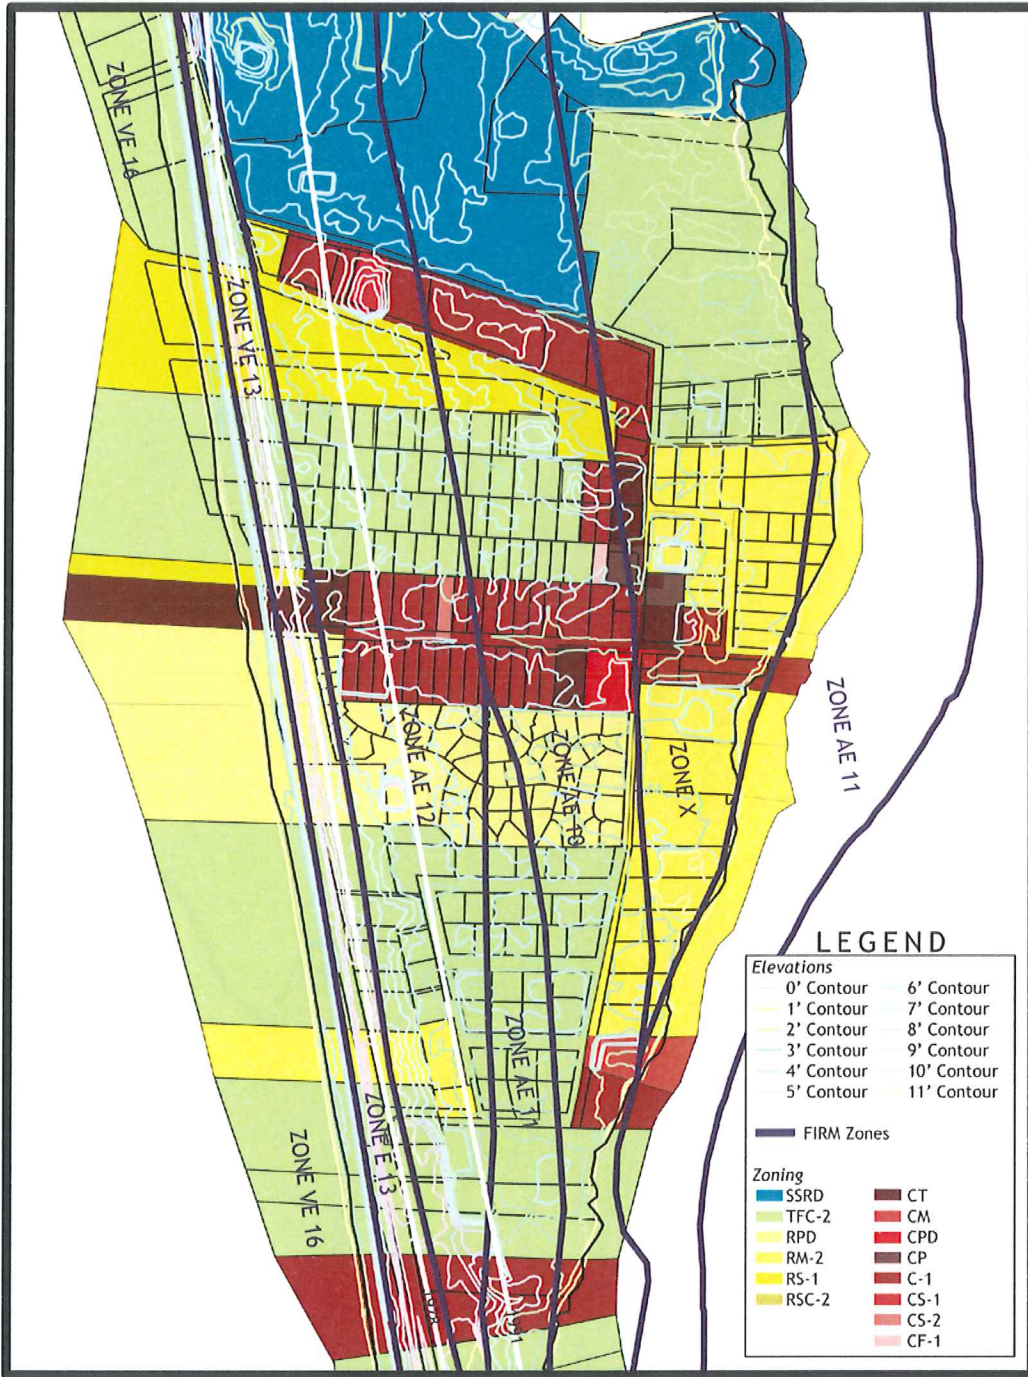 ZONE VE 16
ZONE VE 13
ZONE AE 11
ZONE AE 12
ZONE AE 10
ZONE X
ZONE AE 11
ZONE E 13
ZONE VE 16
1978
1991
LEGEND
Elevations
0' Contour
1' Contour
2' Contour
3' Contour
4' Contour
5' Contour
6' Contour
7' Contour
8' Contour
9' Contour
10' Contour
11' Contour
FIRM Zones
Zoning
SSRD
TFC-2
RPD
RM-2
RS-1
RSC-2
CT
CM
CPD
CP
C-1
CS-1
CS-2
CF-1